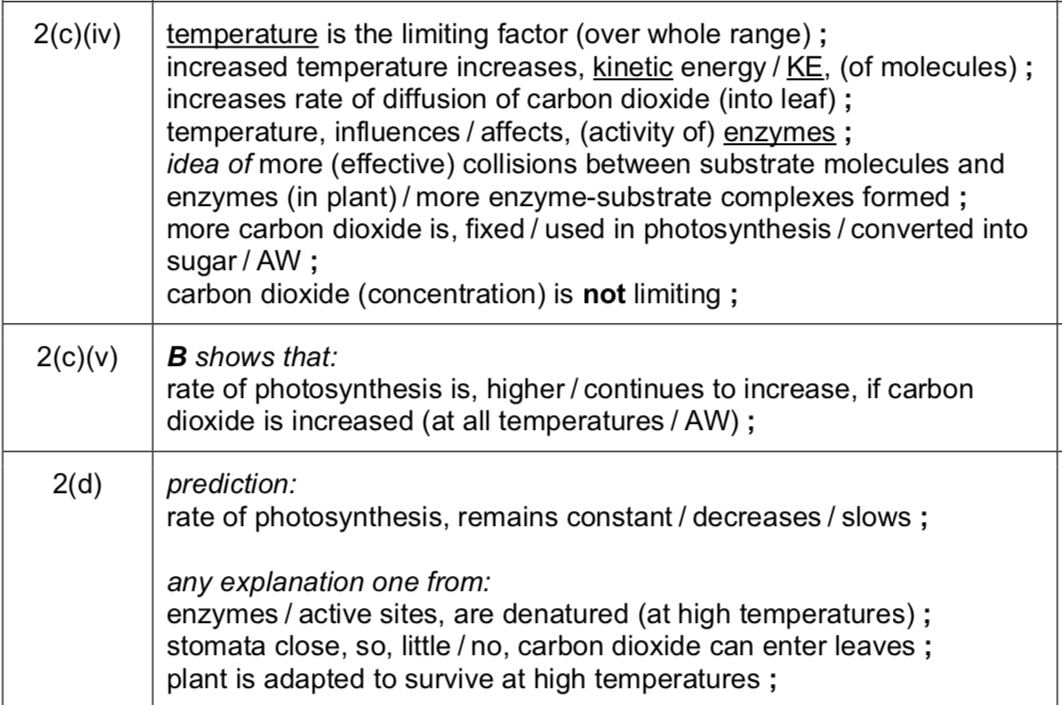 2(c)(iv)
temperature is the limiting factor (over whole range) ;
increased temperature increases, kinetic energy / KE, (of molecules) ;
increases rate of diffusion of carbon dioxide (into leaf) ;
temperature, influences / affects, (activity of) enzymes ;
idea of more (effective) collisions between substrate molecules and
enzymes (in plant) / more enzyme-substrate complexes formed ;
more carbon dioxide is, fixed / used in photosynthesis / converted into
sugar / AW ;
carbon dioxide (concentration) is not limiting ;
2(c)(v)
B shows that:
rate of photosynthesis is, higher / continues to increase, if carbon
dioxide is increased (at all temperatures / AW) ;
2(d)
prediction:
rate of photosynthesis, remains constant / decreases / slows ;
any explanation one from:
enzymes / active sites, are denatured (at high temperatures) ;
stomata close, so, little / no, carbon dioxide can enter leaves ;
plant is adapted to survive at high temperatures ;